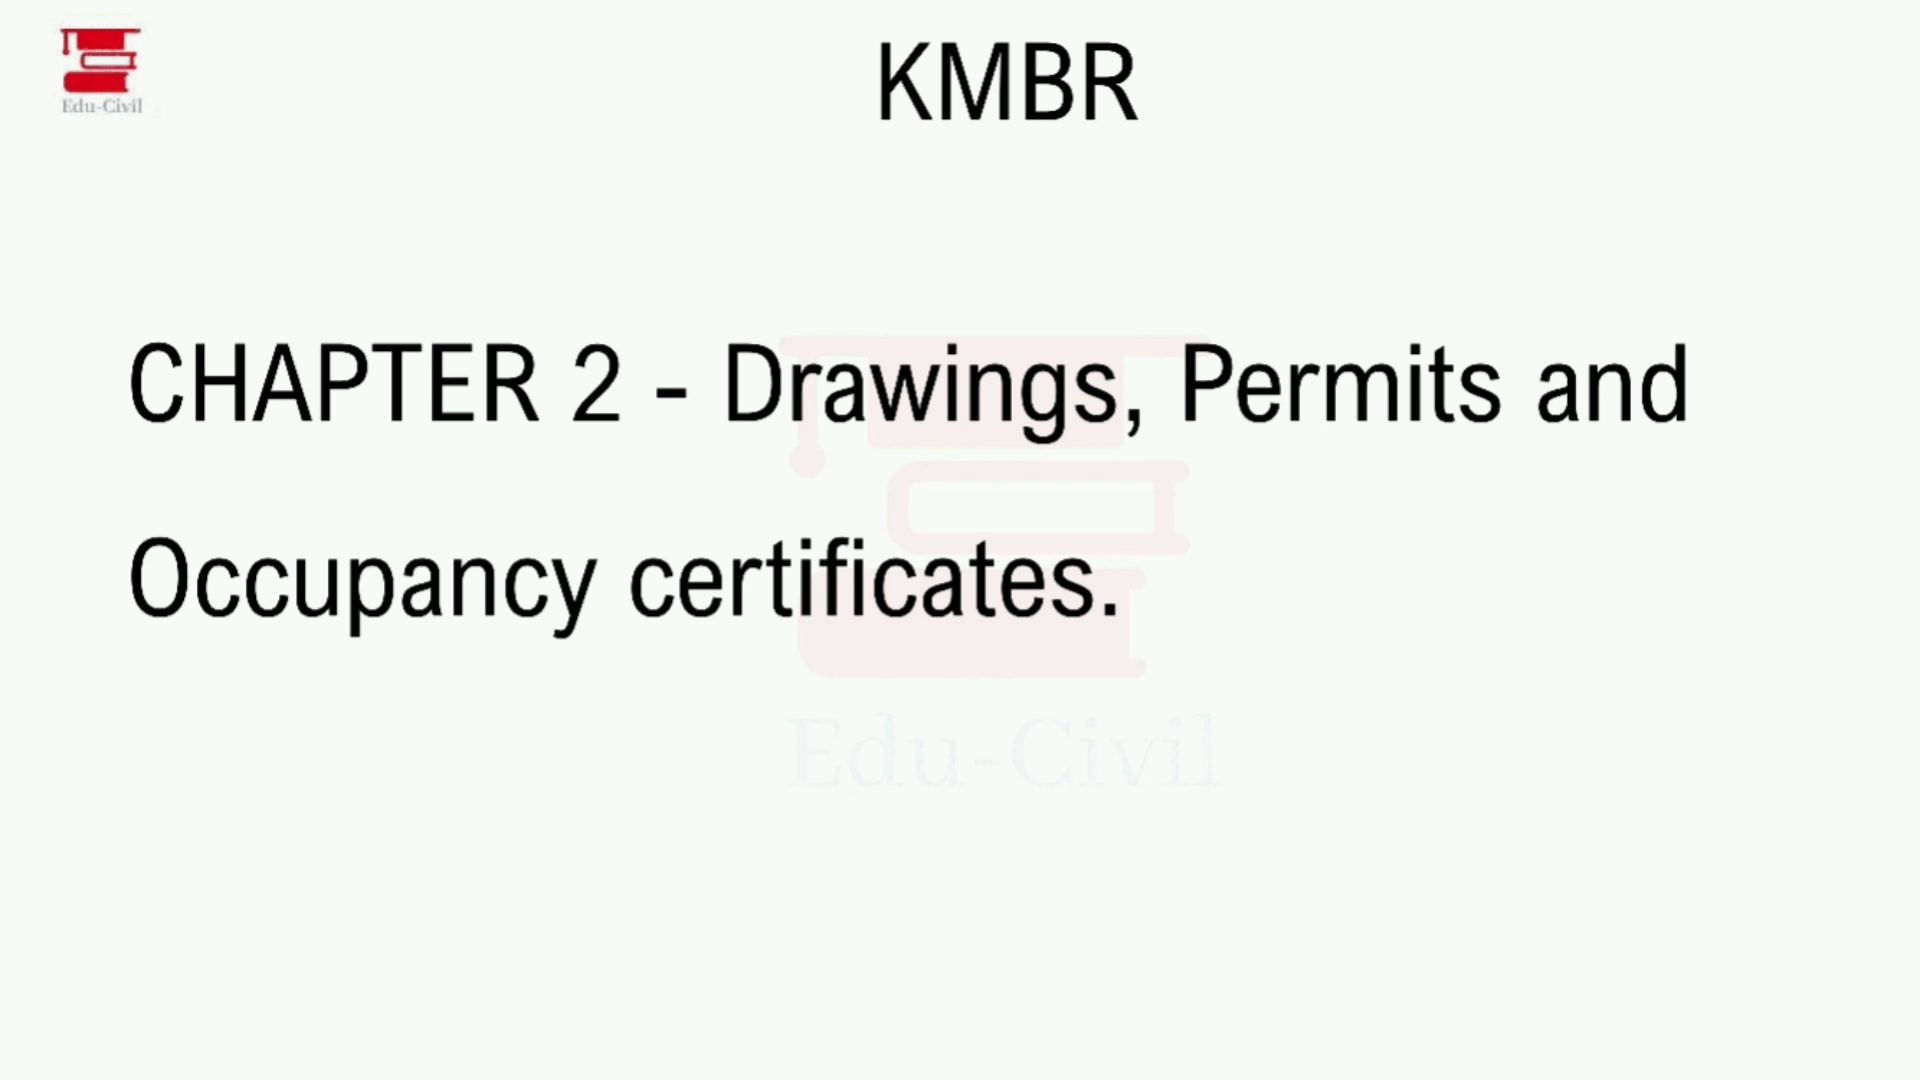 Edu-Civil
KMBR
CHAPTER 2 - Drawings, Permits and
Occupancy certificates.
Edu-Civil